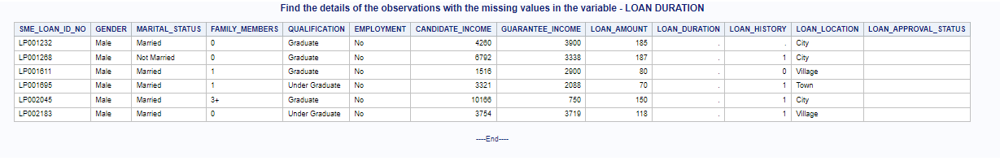 Find the details of the observations with the missing values in the variable - LOAN DURATION
SME_LOAN_ID_NO GENDER MARITAL_STATUS FAMILY_MEMBERS QUALIFICATION EMPLOYMENT CANDIDATE_INCOME GUARANTEE_INCOME LOAN_AMOUNT LOAN_DURATION LOAN_HISTORY LOAN_LOCATION LOAN_APPROVAL_STATUS
LP001232 Male Married 0 Graduate No 4260 3900 185 . . City
LP001268 Male Not Married 0 Graduate No 6792 3338 187 . 1 City
LP001611 Male Married 1 Graduate No 1516 2900 80 . 0 Village
LP001695 Male Married 1 Under Graduate No 3321 2088 70 . 1 Town
LP002045 Male Married 3+ Graduate No 10166 750 150 . 1 City
LP002183 Male Married 0 Under Graduate No 3754 3719 118 . 1 Village
----End----